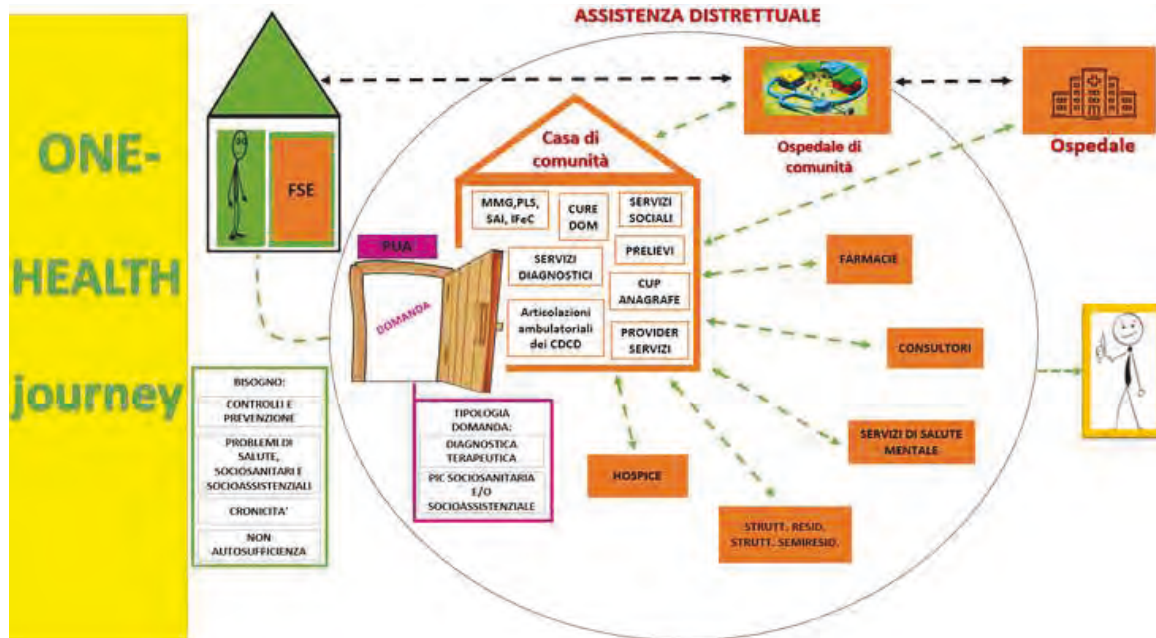 ONE-
HEALTH
journey
ASSISTENZA DISTRETTUALE
FSE
Casa di
comunità
Ospedale di
comunità
Ospedale
MMG,PLS,
SAI, IFeC
CURE
DOM
SERVIZI
SOCIALI
SERVIZI
DIAGNOSTICI
PRELIEVI
CUP
ANAGRAFE
Articolazioni
ambulatoriali
dei CDCD
PROVIDER
SERVIZI
PUA
DOMANDA
FARMACIE
CONSULTORI
SERVIZI DI SALUTE
MENTALE
STRUTT. RESID.
STRUTT. SEMIRESID.
HOSPICE
BISOGNO:
CONTROLLI E
PREVENZIONE
PROBLEMI DI
SALUTE,
SOCIOSANITARI E
SOCIOASSISTENZIALI
CRONICITA'
NON
AUTOSUFFICIENZA
TIPOLOGIA
DOMANDA:
DIAGNOSTICA
TERAPEUTICA
PIC SOCIOSANITARIA
E/O
SOCIOASSISTENZIALE